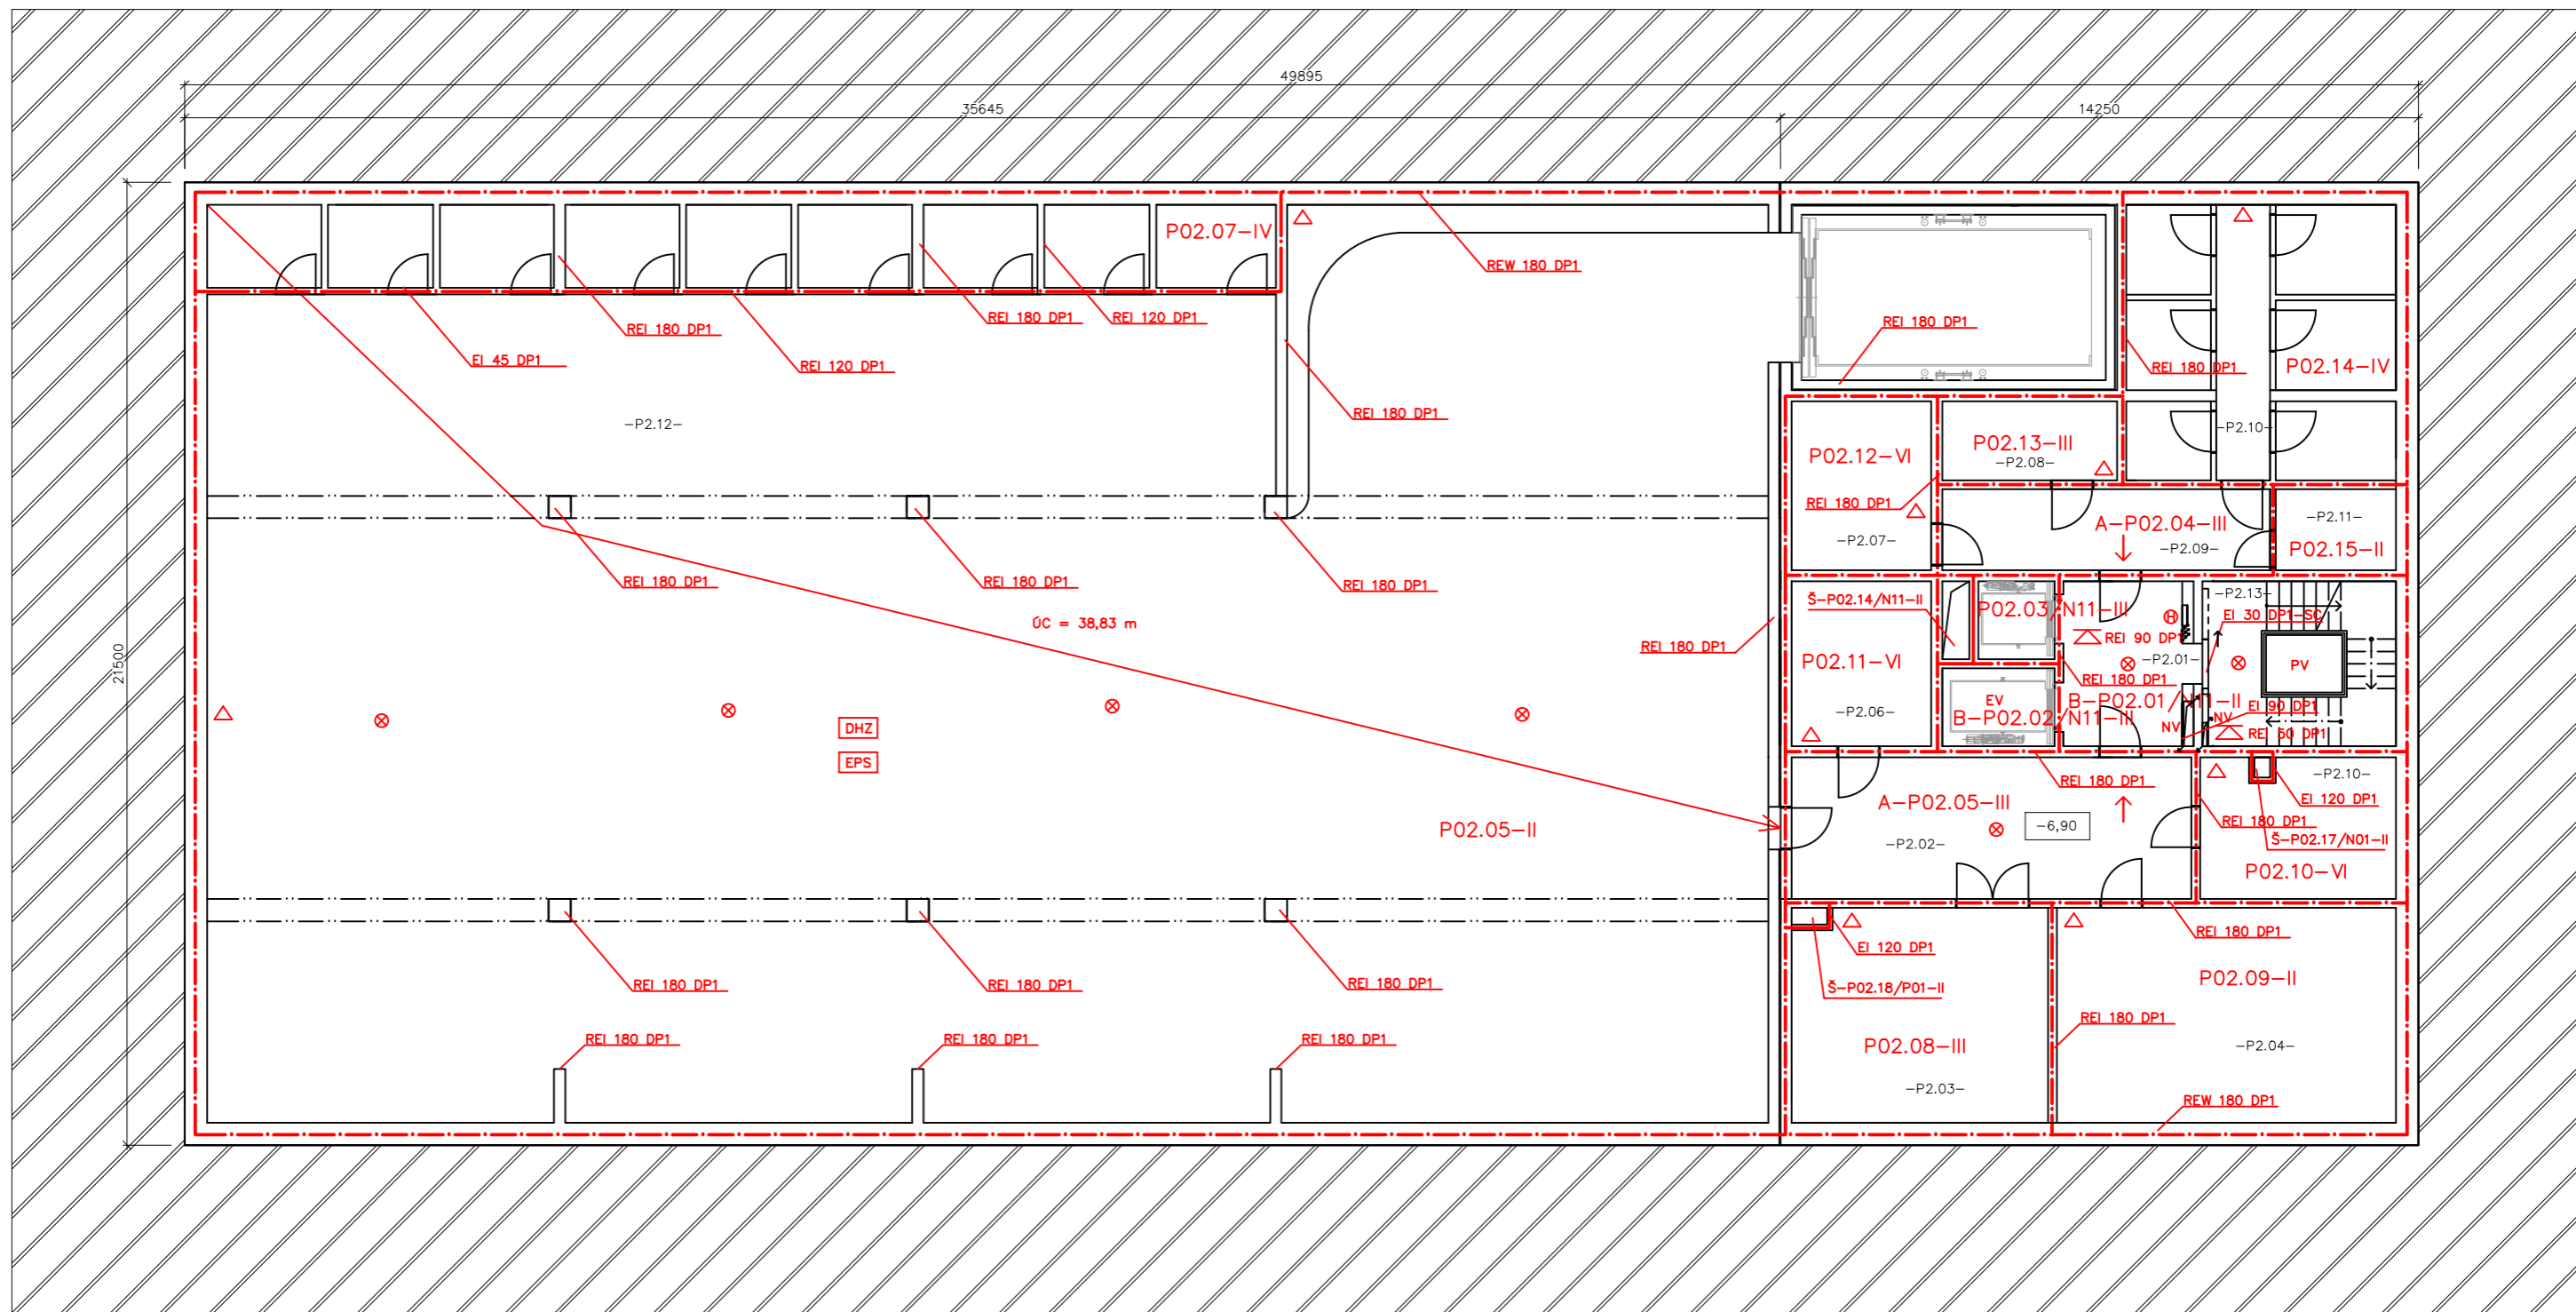 49895
35645
14250
21500
P02.07-IV
REW 180 DP1
REI 180 DP1
REI 180 DP1
REI 120 DP1
REI 180 DP1
EI 45 DP1
REI 120 DP1
REI 180 DP1
P02.14-IV
REI 180 DP1
-P2.12-
-P2.10-
P02.12-VI
P02.13-III
-P2.08-
REI 180 DP1
A-P02.04-III
-P2.11-
-P2.07-
-P2.09-
P02.15-II
REI 180 DP1
REI 180 DP1
REI 180 DP1
Š-P02.14/N11-II
P02.03/N11-III
-P2.13-
EI 30 DP1-SC
H
ÚC = 38,83 m
REI 90 DP1
REI 180 DP1
P02.11-VI
-P2.01-
PV
REI 180 DP1
EV
B-P02.01/N11-II
EI 90 DP1
-P2.06-
B-P02.02/N11-III
NV
NV
DHZ
EPS
REI 180 DP1
-P2.10-
A-P02.05-III
EI 120 DP1
P02.05-II
-6,90
REI 180 DP1
-P2.02-
Š-P02.17/N01-II
P02.10-VI
REI 180 DP1
EI 120 DP1
REI 180 DP1
REI 180 DP1
REI 180 DP1
Š-P02.18/P01-II
P02.09-II
REI 180 DP1
REI 180 DP1
REI 180 DP1
REI 180 DP1
P02.08-III
-P2.04-
-P2.03-
REW 180 DP1